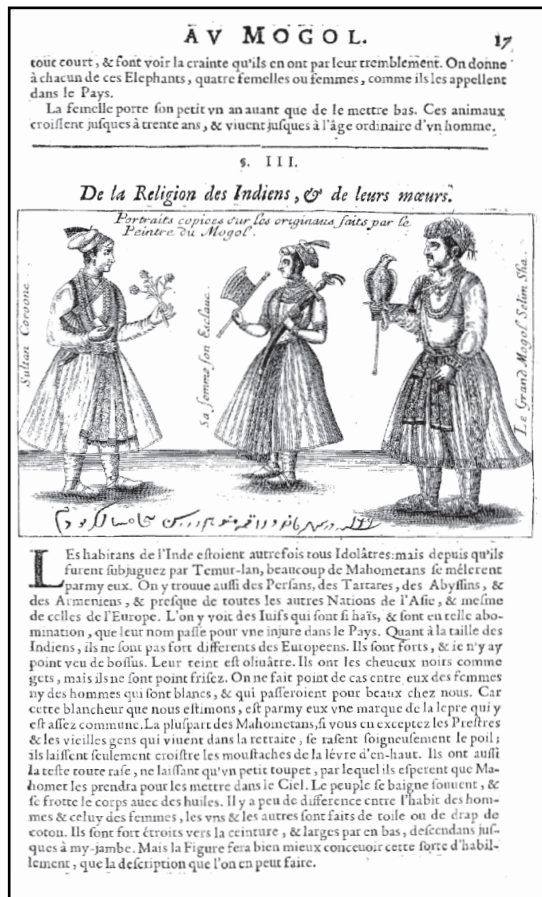 AV MOGOL. 17
tout court, & ſont voir la crainte qu'ils en ont par leur tremblement. On donne
à chacun de ces Elephants, quatre femelles ou femmes, comme ils les appellent
dans le Pays.
La femelle porte ſon petit vn an auant que de le mettre bas. Ces animaux
croiſſent juſques à trente ans, & viuent juſques à l'âge ordinaire d'vn homme.
§. III.
De la Religion des Indiens, & de leurs mœurs.
Portraits copices sur les originaus faits par le
Peintre du Mogol.
Sultan Coroone.
Sa femme son Esclaue.
Le Grand Mogol Selim Sha.
LEs habitans de l'Inde eſtoient autrefois tous Idolâtres: mais depuis qu'ils
furent ſubjuguez par Temur-lan, beaucoup de Mahometans ſe mêlerent
parmy eux. On y trouue auſſi des Perſans, des Tartares, des Abyſſins, &
des Armeniens, & preſque de toutes les autres Nations de l'Aſie, & meſme
de celles de l'Europe. L'on y voit des Iuifs qui ſont ſi haïs, & ſont en telle abo-
mination, que leur nom paſſe pour vne injure dans le Pays. Quant à la taille des
Indiens, ils ne ſont pas fort differents des Europeens. Ils ſont forts, & ie n'y ay
point veu de boſſus. Leur teint eſt oliuâtre. Ils ont les cheueux noirs comme
gets, mais ils ne ſont point friſez. On ne fait point de cas entre eux des femmes
ny des hommes qui ſont blancs, & qui paſſeroient pour beaux chez nous. Car
cette blancheur que nous eſtimons, eſt parmy eux vne marque de la lepre qui y
eſt aſſez commune. La pluſpart des Mahometans, ſi vous en exceptez les Preſtres
& les vieilles gens qui viuent dans la retraite, ſe raſent ſoigneuſement le poil;
ils laiſſent ſeulement croiſtre les mouſtaches de la lévre d'en-haut. Ils ont auſſi
la teſte toute raſe, ne laiſſant qu'vn petit toupet, par lequel ils eſperent que Ma-
homet les prendra pour les mettre dans le Ciel. Le peuple ſe baigne ſouuent, &
ſe frotte le corps auec des huiles. Il y a peu de difference entre l'habit des hom-
mes & celuy des femmes, les vns & les autres ſont faits de toile ou de drap de
coton. Ils ſont fort étroits vers la ceinture, & larges par en bas, deſcendans juſ-
ques à my-jambe. Mais la Figure fera bien mieux conceuoir cette ſorte d'habil-
lement, que la deſcription que l'on en peut faire.